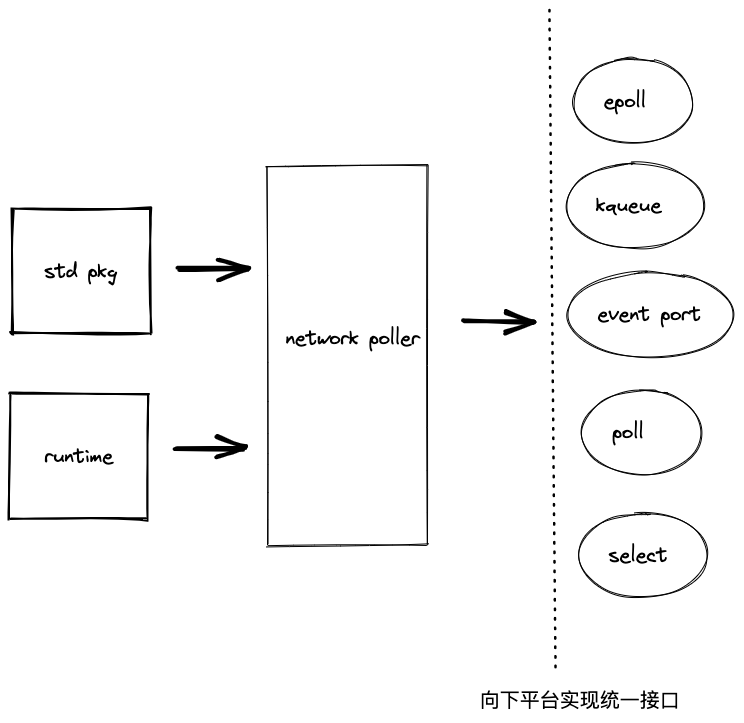 std pkg
runtime
network poller
epoll
kqueue
event port
poll
select
向下平台实现统一接口